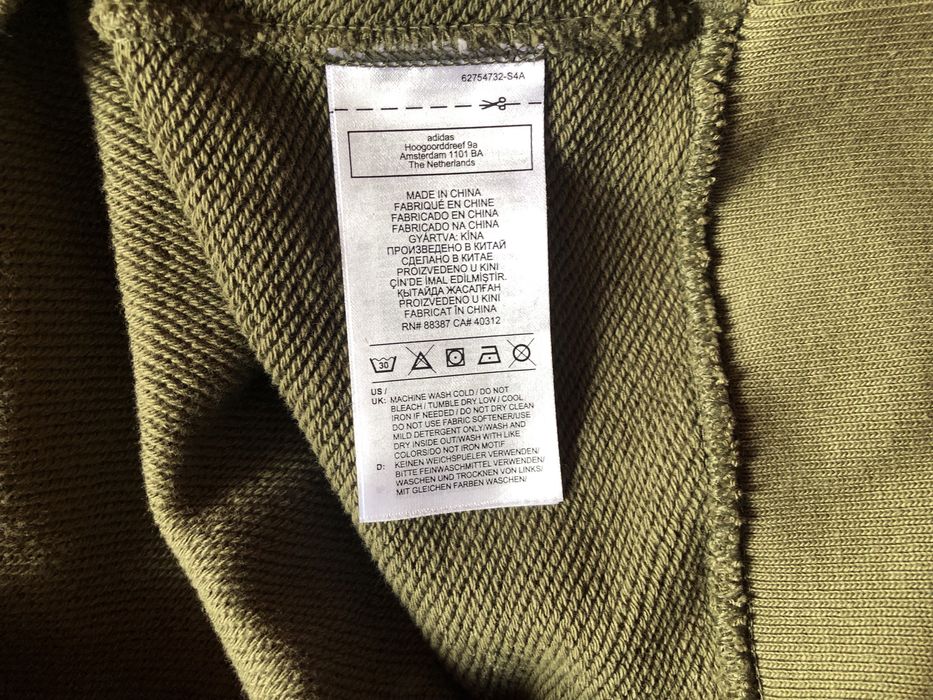 62754732-S4A
adidas
Hoogoorddreef 9a
Amsterdam 1101 BA
The Netherlands
MADE IN CHINA
FABRIQUÉ EN CHINE
FABRICADO EN CHINA
FABRICADO NA CHINA
GYÁRTVA: KÍNA
ПРОИЗВЕДЕНО В КИТАЙ
СДЕЛАНО В КИТАЕ
PROIZVEDENO U KINI
ÇİN'DE İMAL EDİLMİŞTİR.
ҚЫТАЙДА ЖАСАЛҒАН
PROIZVEDENO U KINI
FABRICAT ÎN CHINA
RN# 88387 CA# 40312
30
US /
UK: MACHINE WASH COLD / DO NOT
BLEACH / TUMBLE DRY LOW / COOL
IRON IF NEEDED / DO NOT DRY CLEAN
DO NOT USE FABRIC SOFTENER/USE
MILD DETERGENT ONLY/WASH AND
DRY INSIDE OUT/WASH WITH LIKE
COLORS/DO NOT IRON MOTIF
D: KEINEN WEICHSPUELER VERWENDEN/
BITTE FEINWASCHMITTEL VERWENDEN/
WASCHEN UND TROCKNEN VON LINKS/
MIT GLEICHEN FARBEN WASCHEN/